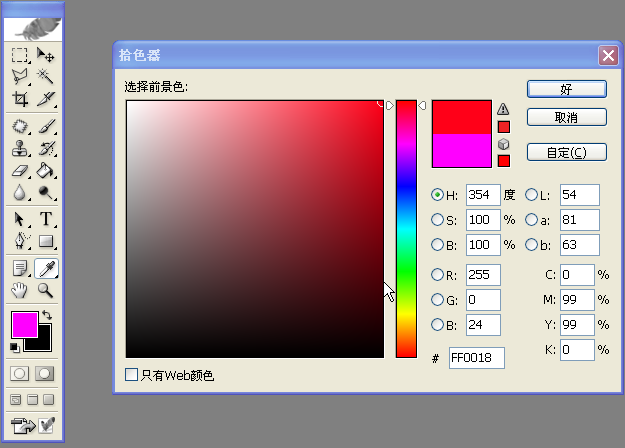 拾色器
选择前景色:
好
取消
自定(C)
H: 354 度
S: 100 %
B: 100 %
R: 255
G: 0
B: 24
# FF0018
L: 54
a: 81
b: 63
C: 0 %
M: 99 %
Y: 99 %
K: 0 %
只有Web颜色
T